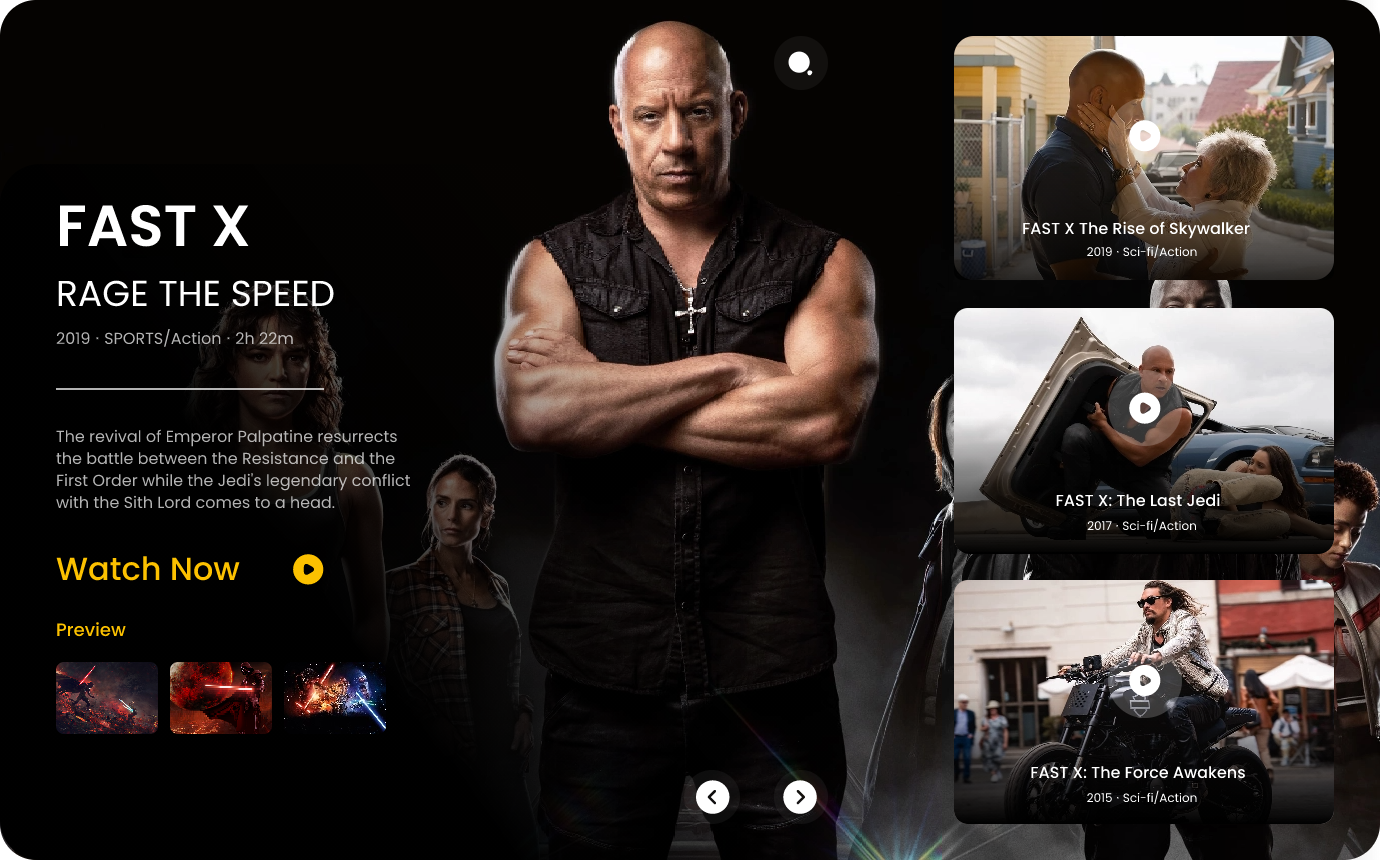 FAST X
RAGE THE SPEED
2019 · SPORTS/Action · 2h 22m
The revival of Emperor Palpatine resurrects
the battle between the Resistance and the
First Order while the Jedi's legendary conflict
with the Sith Lord comes to a head.
Watch Now
Preview
FAST X The Rise of Skywalker
2019 · Sci-fi/Action
FAST X: The Last Jedi
2017 · Sci-fi/Action
FAST X: The Force Awakens
2015 · Sci-fi/Action